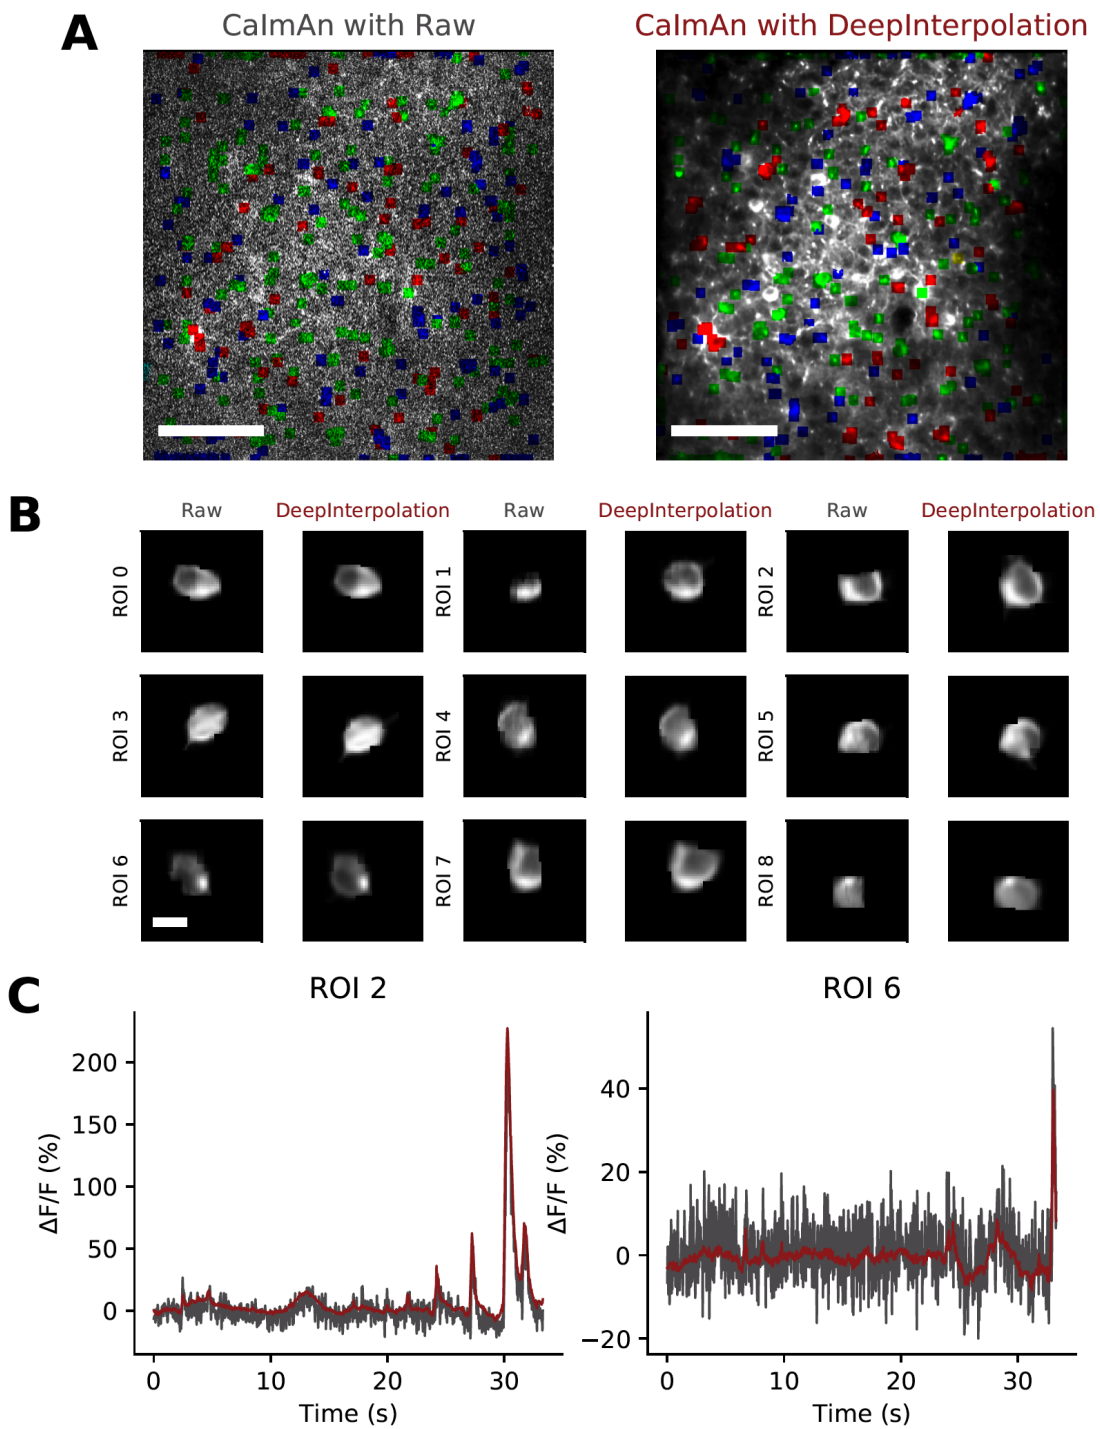 A
CaImAn with Raw
CaImAn with DeepInterpolation
B
Raw
DeepInterpolation
Raw
DeepInterpolation
Raw
DeepInterpolation
ROI 0
ROI 1
ROI 2
ROI 3
ROI 4
ROI 5
ROI 6
ROI 7
ROI 8
C
ROI 2
ΔF/F (%)
200
150
100
50
0
0
10
20
30
Time (s)
ROI 6
ΔF/F (%)
40
20
0
−20
0
10
20
30
Time (s)